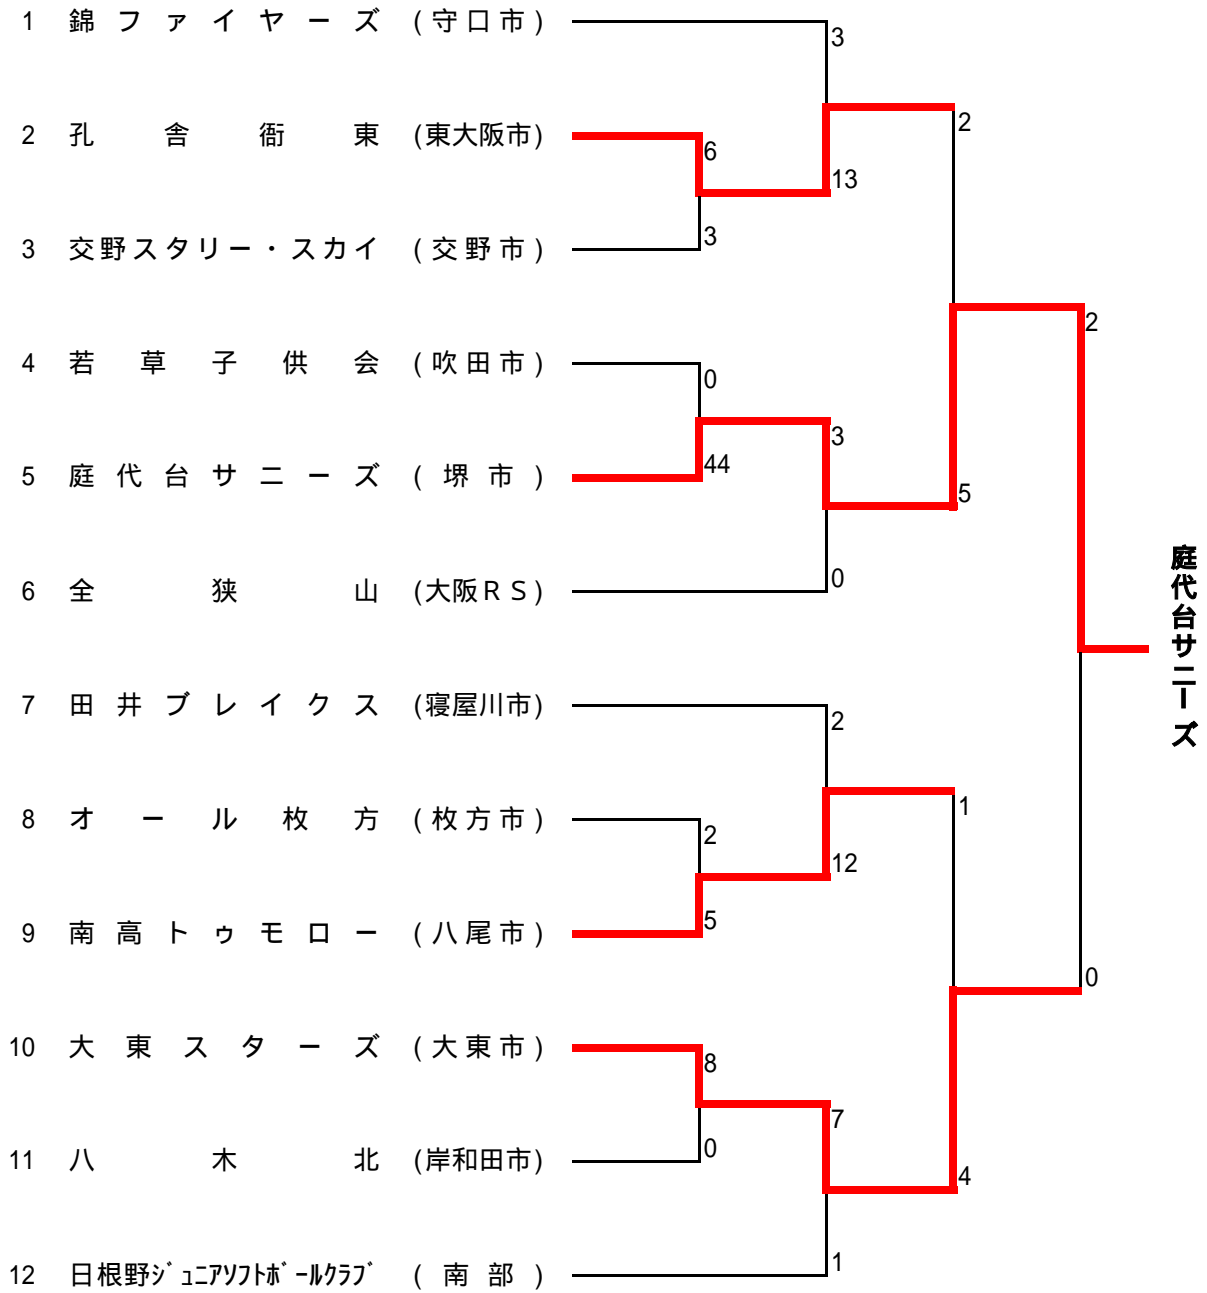 1 錦ファイヤーズ (守口市)
3
2
2 孔舎衙東 (東大阪市)
6
13
3 交野スタリー・スカイ (交野市)
3
2
4 若草子供会 (吹田市)
0
3
5 庭代台サニーズ (堺市)
44
5
6 全狭山 (大阪RS)
0
庭代台サニーズ
7 田井ブレイクス (寝屋川市)
2
1
8 オール枚方 (枚方市)
2
12
9 南高トゥモロー (八尾市)
5
0
10 大東スターズ (大東市)
8
7
11 八木北 (岸和田市)
0
4
12 日根野ジュニアソフトボールクラブ (南部)
1